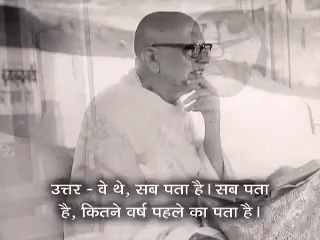 उत्तर - वे थे, सब पता है। सब पता
है, कितने वर्ष पहले का पता है।